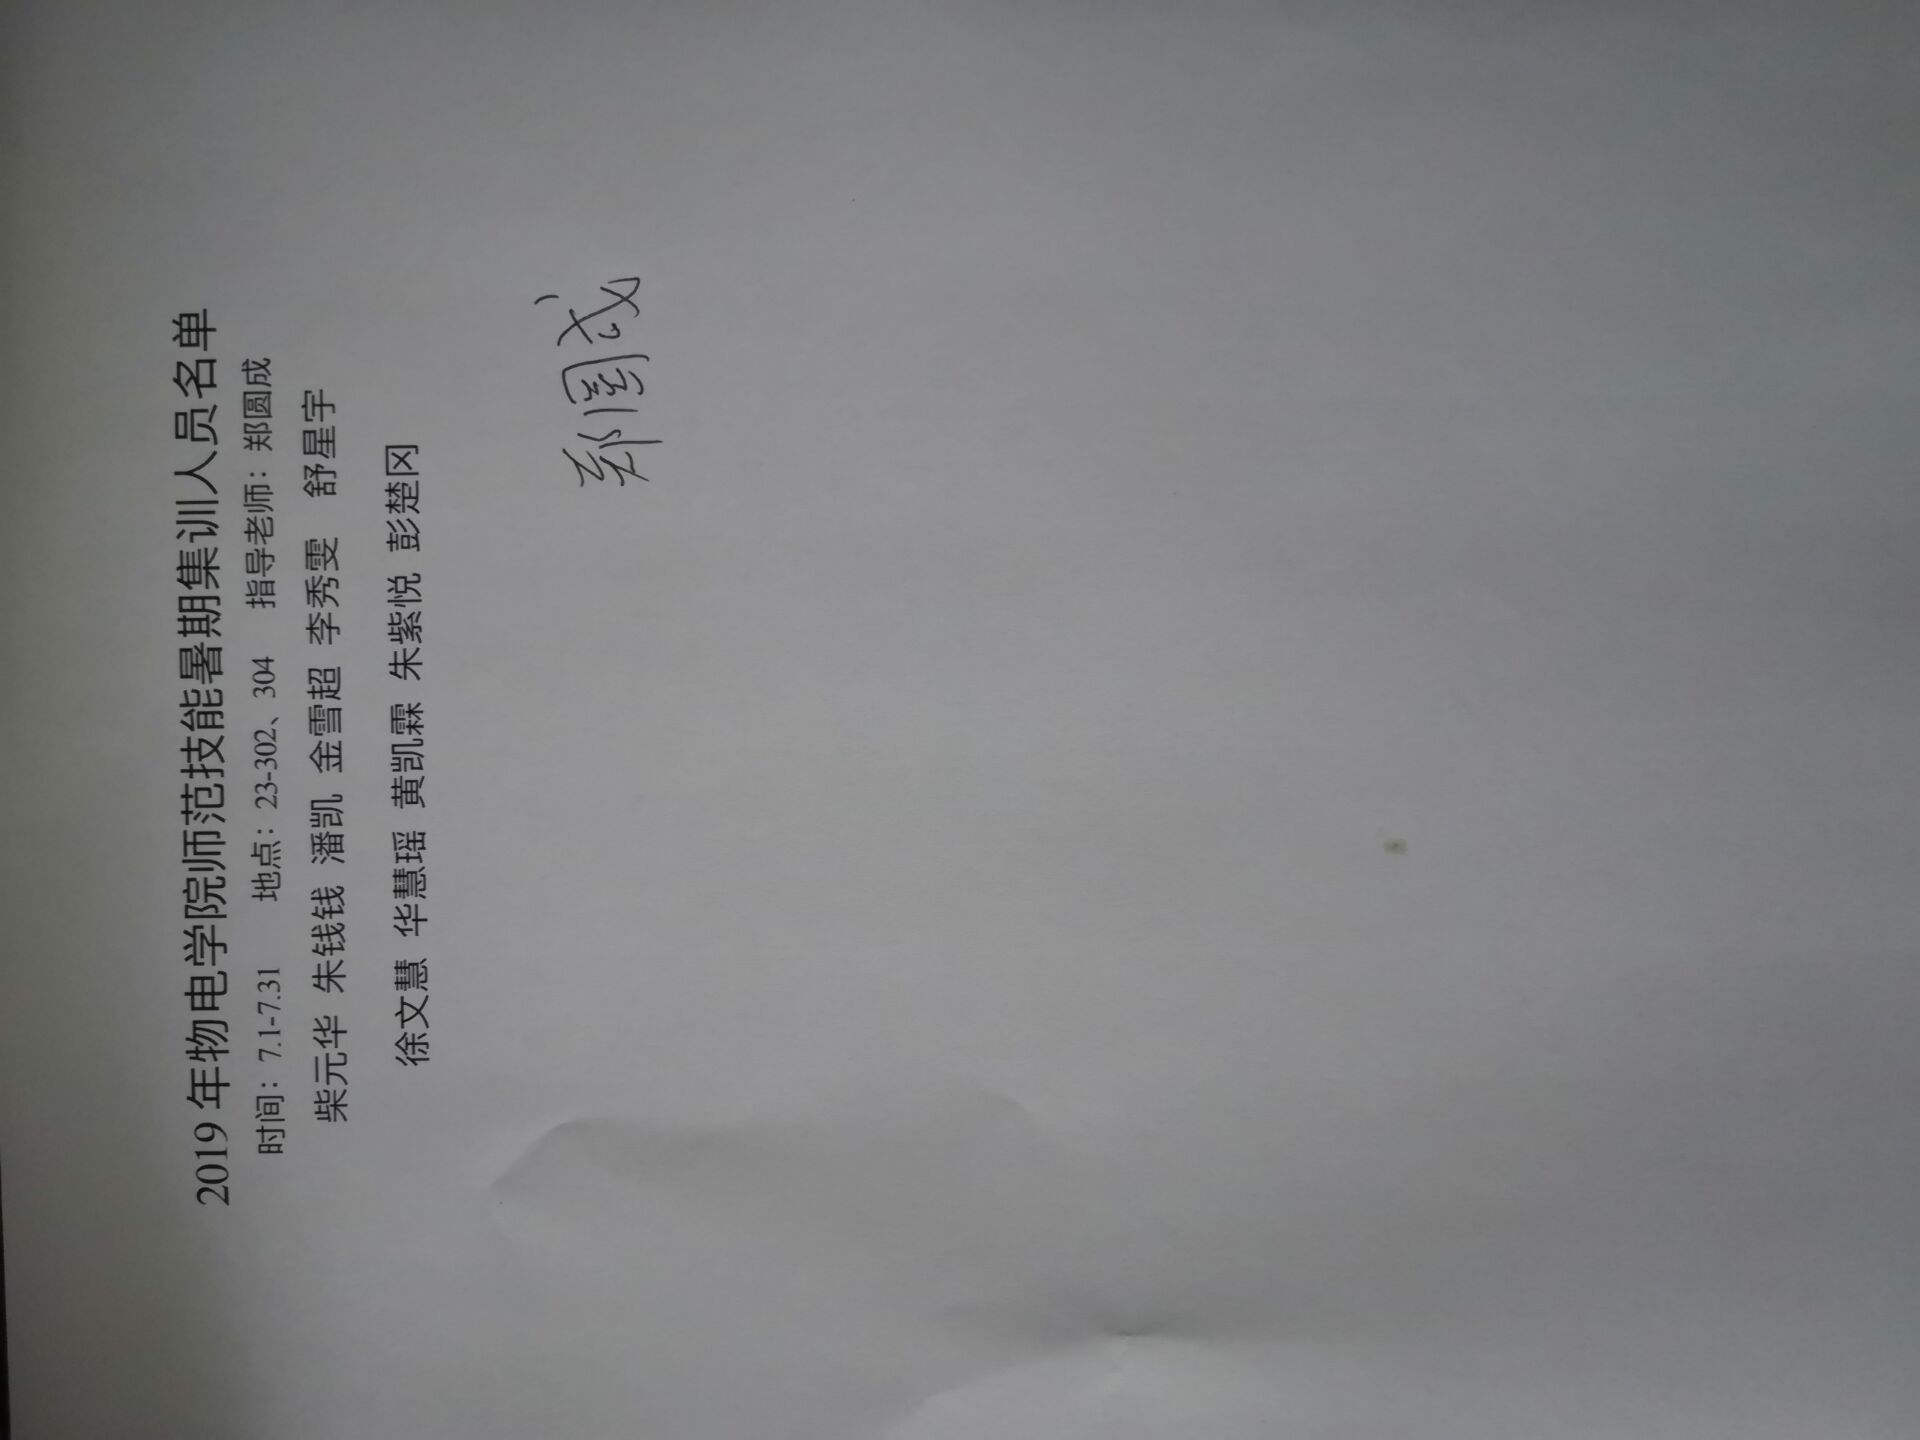 2019 年物电学院师范技能暑期集训人员名单
时间：7.1-7.31 地点：23-302、304 指导老师：郑圆成
柴元华 朱钱钱 潘凯 金雪超 李秀雯 舒星宇
徐文慧 华慧瑶 黄凯霖 朱紫悦 彭楚冈
郑圆成